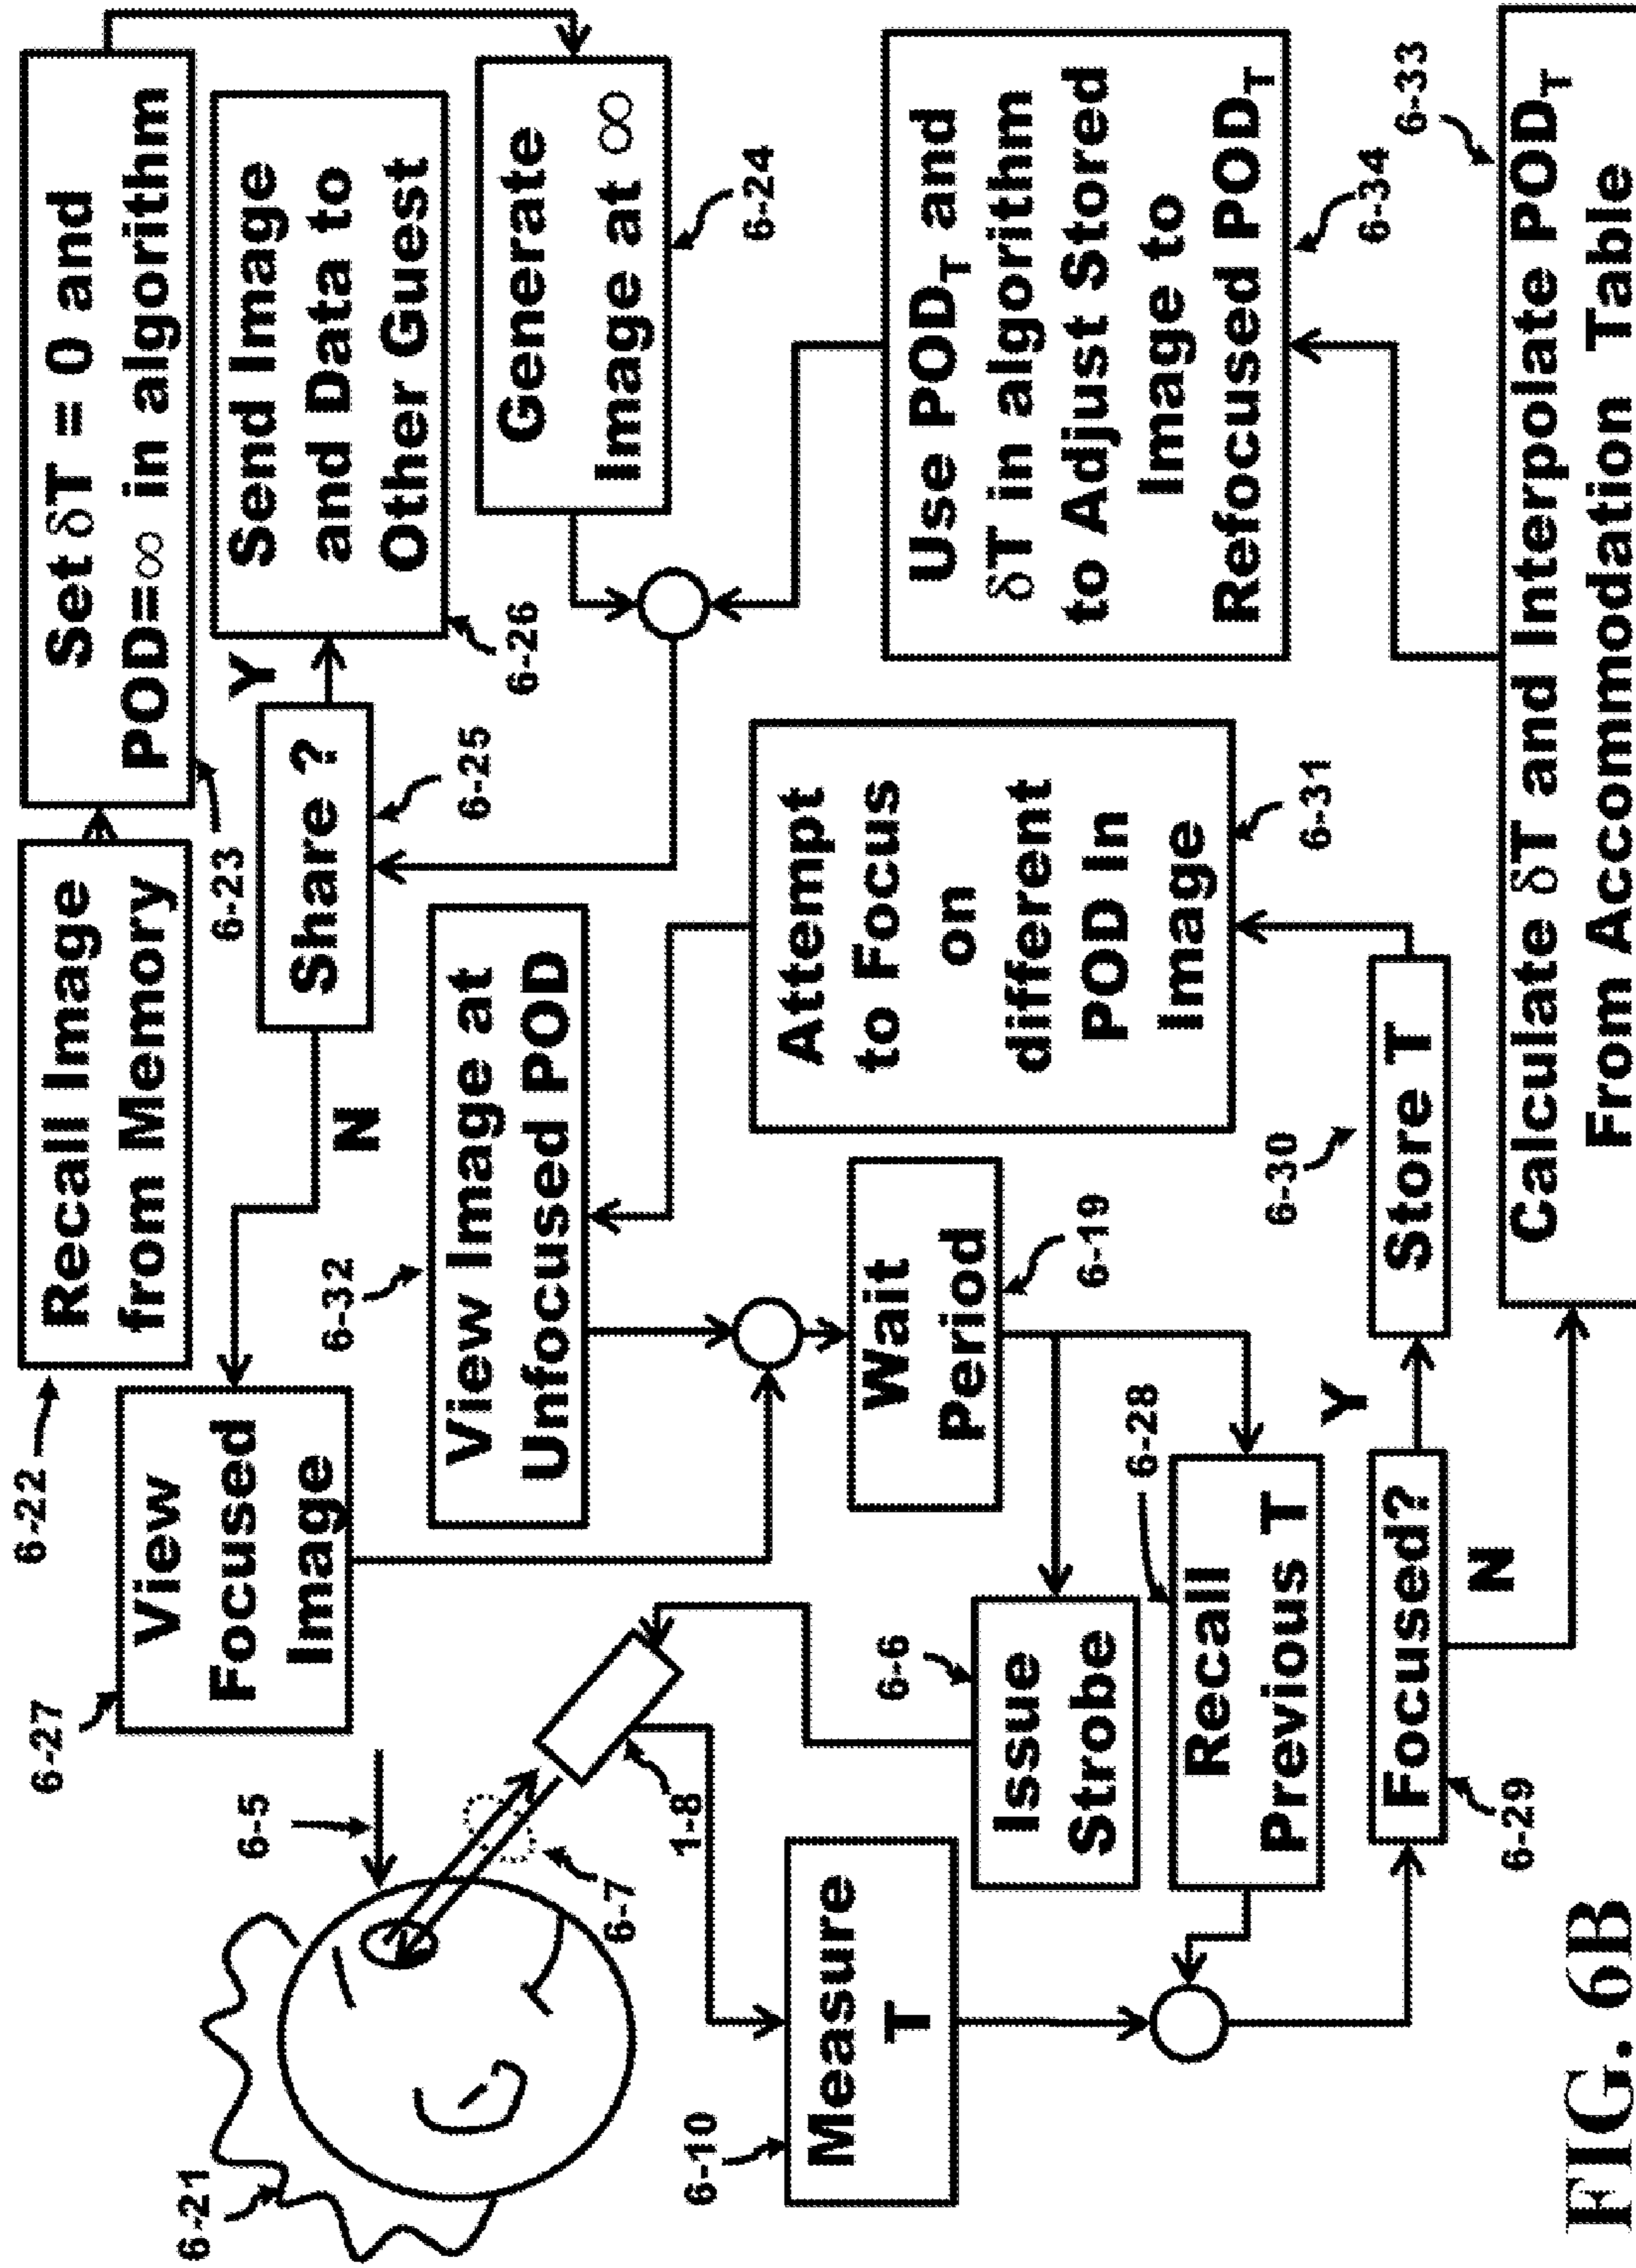 6-22
Recall Image
from Memory
Set δT = 0 and
POD=∞ in algorithm
6-23
6-27
View
Focused
Image
N
Share ?
6-25
Y
Send Image
and Data to
Other Guest
6-26
6-21
6-5
6-7
1-8
6-32
View Image at
Unfocused POD
Generate
Image at ∞
6-24
6-10
Measure
T
6-6
Issue
Strobe
Wait
Period
6-19
Attempt
to Focus
on
different
POD In
Image
6-31
Use POD_T and
δT in algorithm
to Adjust Stored
Image to
Refocused POD_T
6-34
6-28
Recall
Previous T
Focused?
6-29
Y
N
6-30
Store T
6-33
Calculate δT and Interpolate POD_T
From Accommodation Table
FIG. 6B